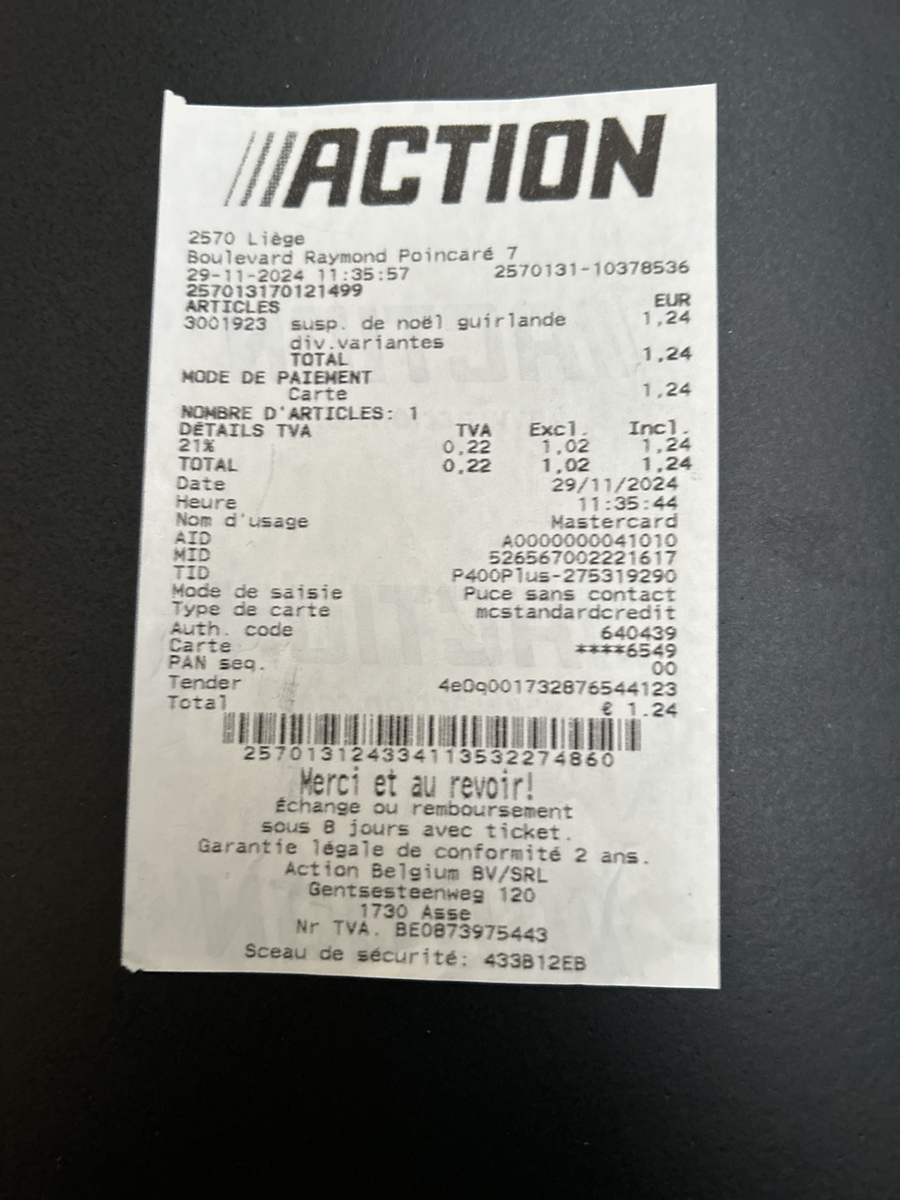 ACTION
2570 Liège
Boulevard Raymond Poincaré 7
29-11-2024 11:35:57 2570131-10378536
257013170121499
ARTICLES EUR
3001923 susp. de noël guirlande 1,24
div.variantes
TOTAL 1,24
MODE DE PAIEMENT
Carte 1,24
NOMBRE D'ARTICLES: 1
DÉTAILS TVA TVA Excl. Incl.
21% 0,22 1,02 1,24
TOTAL 0,22 1,02 1,24
Date 29/11/2024
Heure 11:35:44
Nom d'usage Mastercard
AID A0000000041010
MID 526567002221617
TID P400Plus-275319290
Mode de saisie Puce sans contact
Type de carte mcstandardcredit
Auth. code 640439
Carte ****6549
PAN seq. 00
Tender 4e0q001732876544123
Total € 1.24
257013124334113532274860
Merci et au revoir!
Échange ou remboursement
sous 8 jours avec ticket.
Garantie légale de conformité 2 ans.
Action Belgium BV/SRL
Gentsesteenweg 120
1730 Asse
Nr TVA. BE0873975443
Sceau de sécurité: 433B12EB